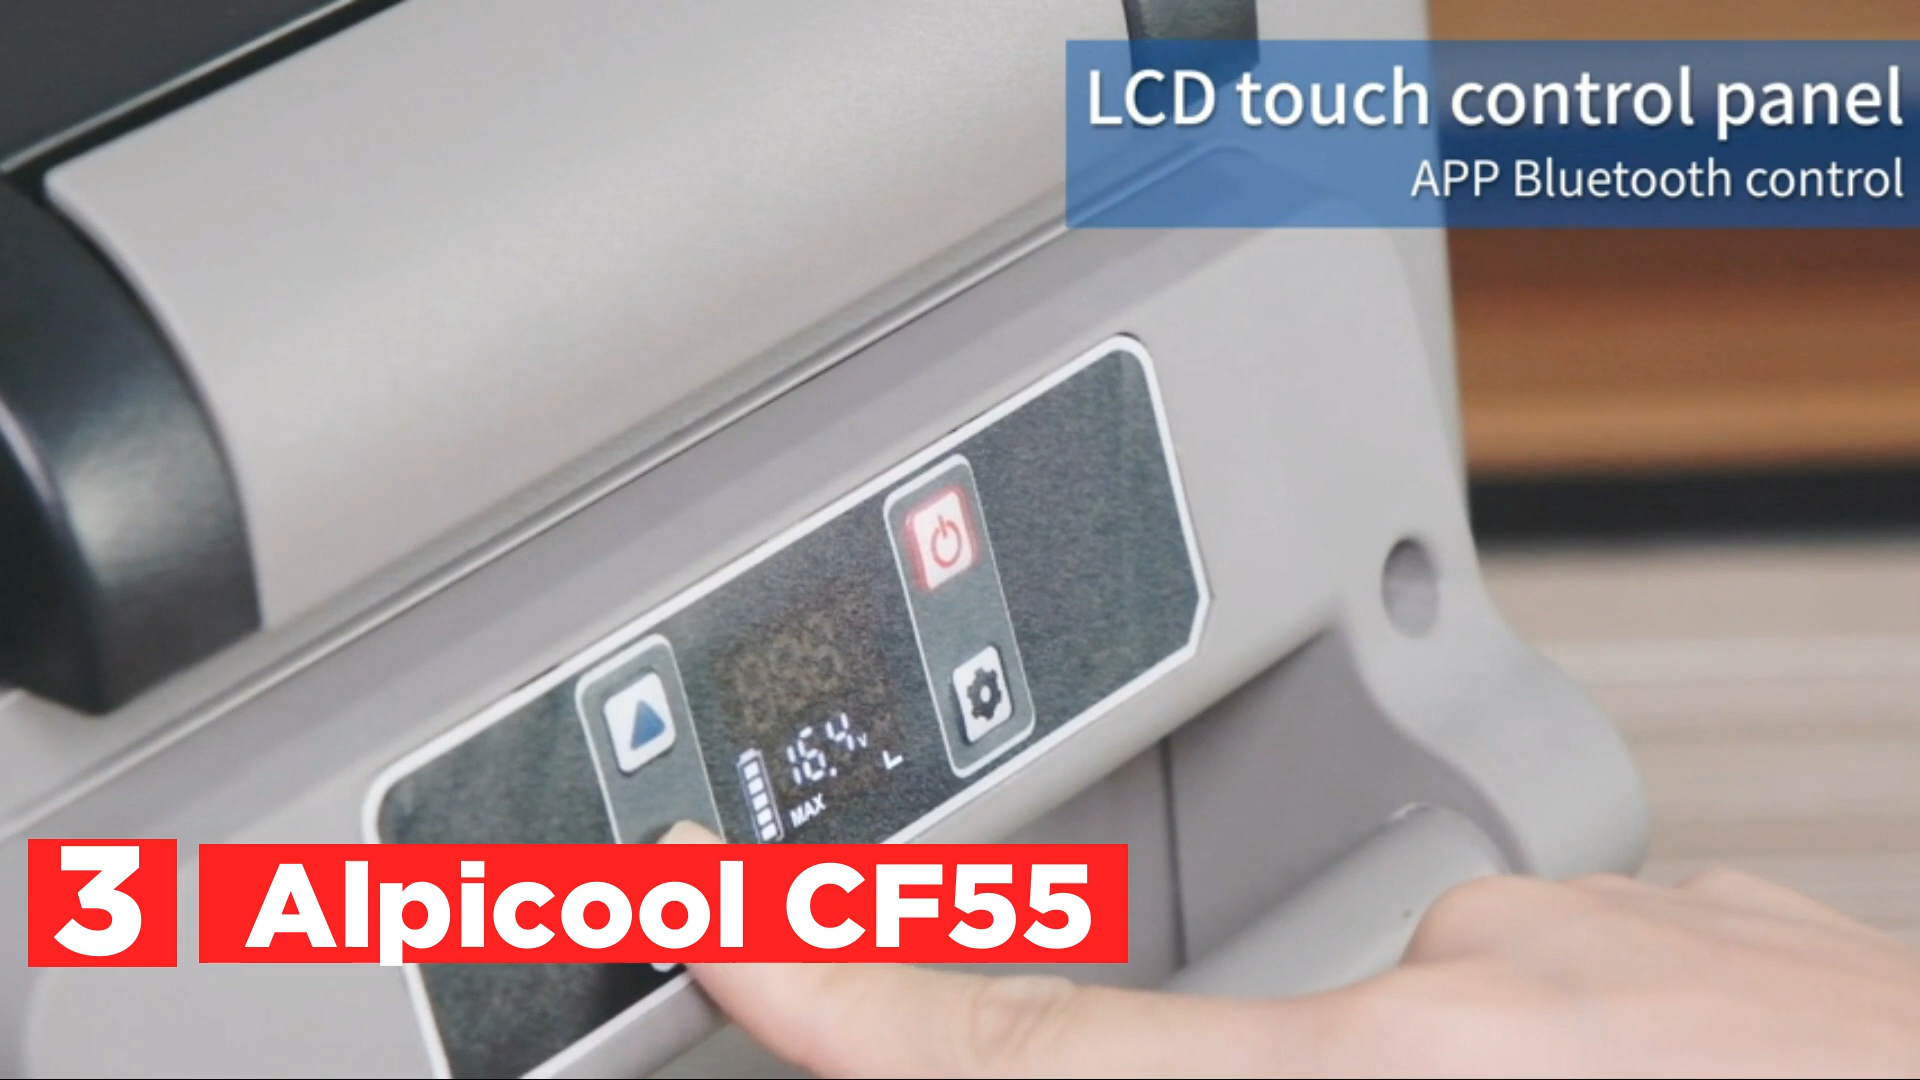 LCD touch control panel
APP Bluetooth control
16.4v
L
MAX
3 Alpicool CF55